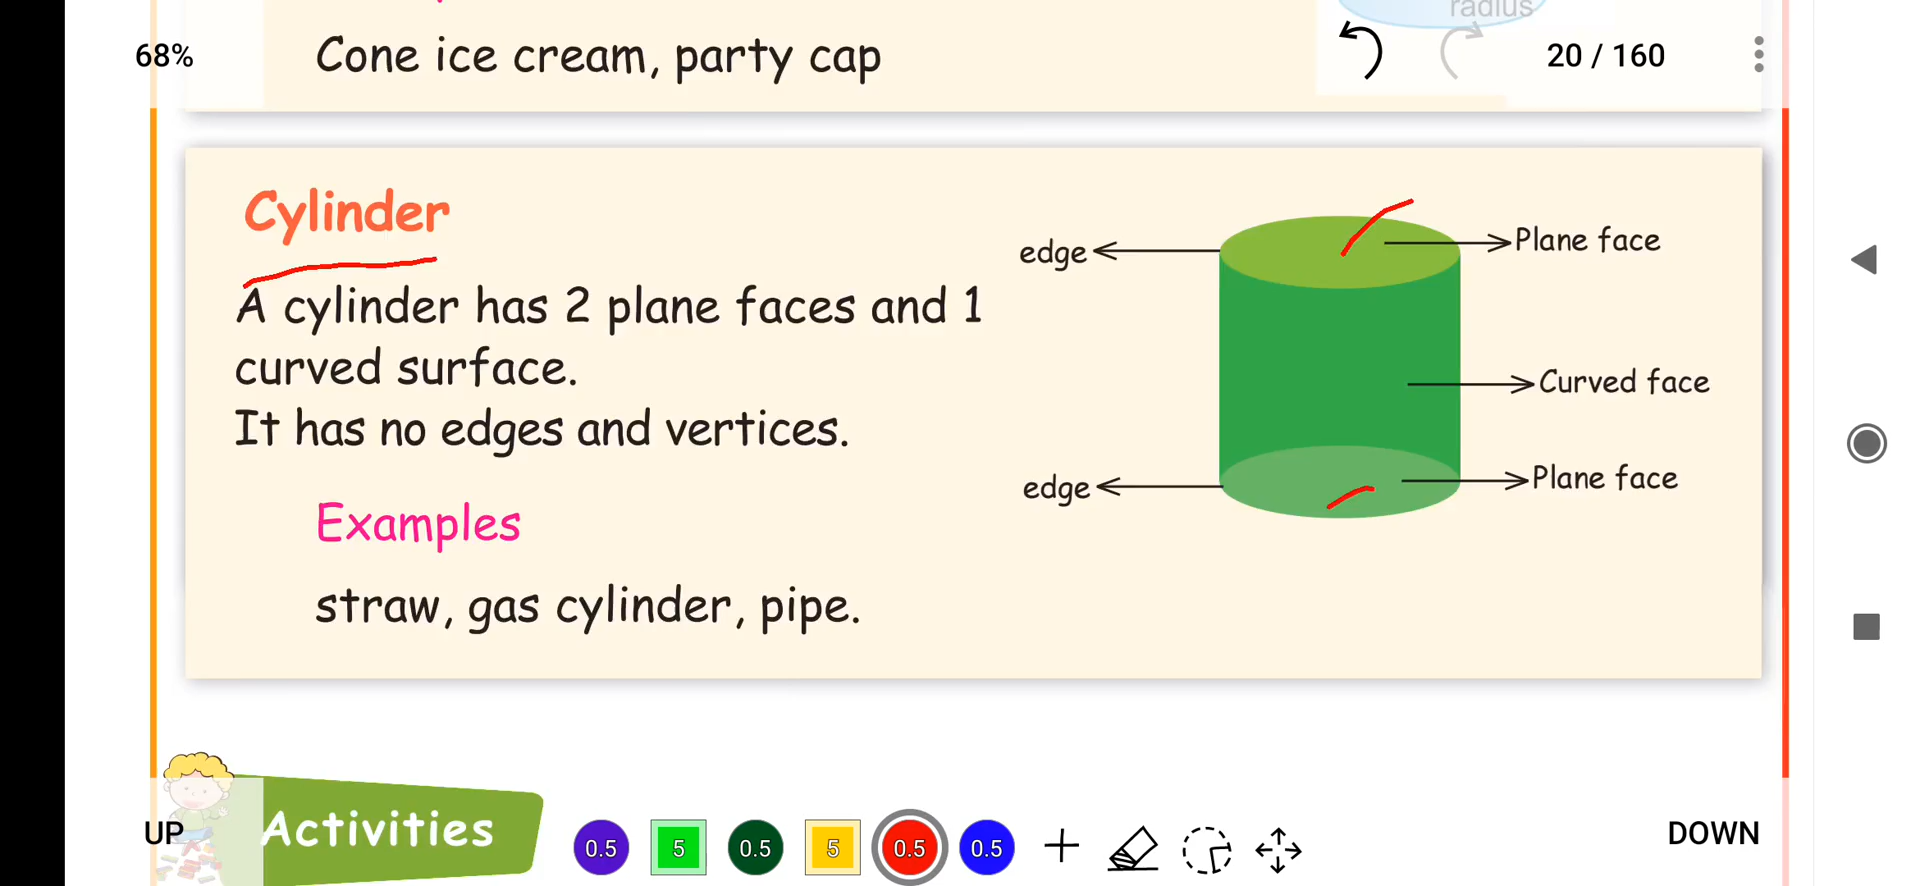 radius
68%
Cone ice cream, party cap
20 / 160
Cylinder
edge
Plane face
A cylinder has 2 plane faces and 1
curved surface.
Curved face
It has no edges and vertices.
edge
Plane face
Examples
straw, gas cylinder, pipe.
UP
Activities
0.5
5
0.5
5
0.5
0.5
DOWN